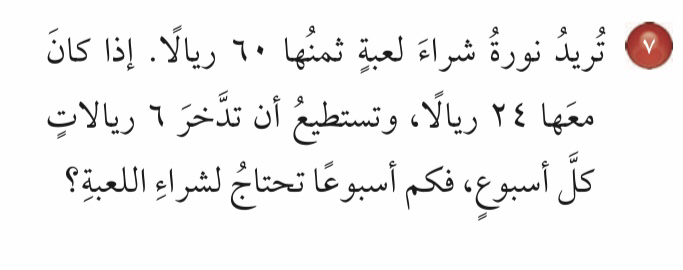 ٧ تُريدُ نورةُ شراءَ لعبةٍ ثمنُها ٦٠ ريالًا. إذا كانَ
معَها ٢٤ ريالًا، وتستطيعُ أن تدَّخرَ ٦ ريالاتٍ
كلَّ أسبوعٍ، فكم أسبوعًا تحتاجُ لشراءِ اللعبةِ؟